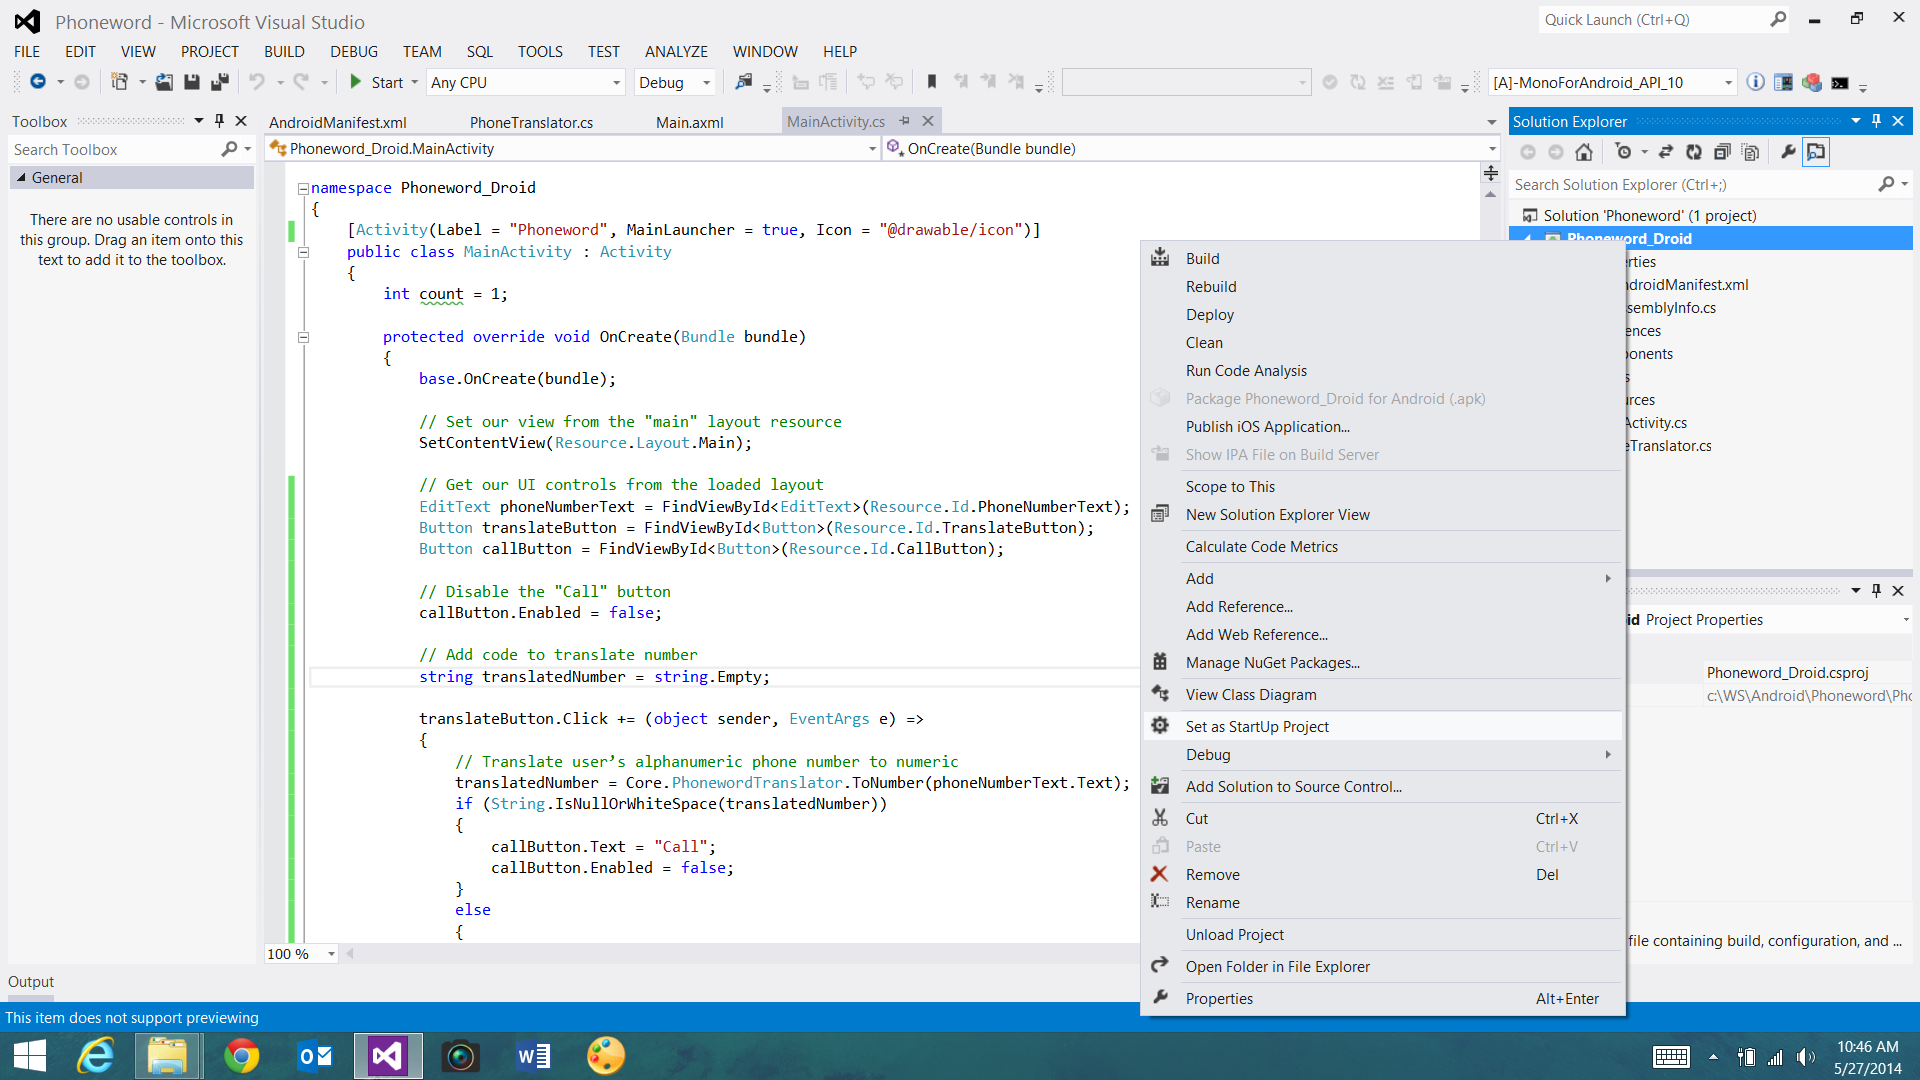 Phoneword - Microsoft Visual Studio
Quick Launch (Ctrl+Q)
FILE EDIT VIEW PROJECT BUILD DEBUG TEAM SQL TOOLS TEST ANALYZE WINDOW HELP
Start Any CPU Debug [A]-MonoForAndroid_API_10
Toolbox
Search Toolbox
General
There are no usable controls in
this group. Drag an item onto this
text to add it to the toolbox.
AndroidManifest.xml PhoneTranslator.cs Main.axml MainActivity.cs
Phoneword_Droid.MainActivity OnCreate(Bundle bundle)
namespace Phoneword_Droid
{
[Activity(Label = "Phoneword", MainLauncher = true, Icon = "@drawable/icon")]
public class MainActivity : Activity
{
int count = 1;
protected override void OnCreate(Bundle bundle)
{
base.OnCreate(bundle);
// Set our view from the "main" layout resource
SetContentView(Resource.Layout.Main);
// Get our UI controls from the loaded layout
EditText phoneNumberText = FindViewById<EditText>(Resource.Id.PhoneNumberText);
Button translateButton = FindViewById<Button>(Resource.Id.TranslateButton);
Button callButton = FindViewById<Button>(Resource.Id.CallButton);
// Disable the "Call" button
callButton.Enabled = false;
// Add code to translate number
string translatedNumber = string.Empty;
translateButton.Click += (object sender, EventArgs e) =>
{
// Translate user’s alphanumeric phone number to numeric
translatedNumber = Core.PhonewordTranslator.ToNumber(phoneNumberText.Text);
if (String.IsNullOrWhiteSpace(translatedNumber))
{
callButton.Text = "Call";
callButton.Enabled = false;
}
else
{
100 %
Build
Rebuild
Deploy
Clean
Run Code Analysis
Package Phoneword_Droid for Android (.apk)
Publish iOS Application...
Show IPA File on Build Server
Scope to This
New Solution Explorer View
Calculate Code Metrics
Add
Add Reference...
Add Web Reference...
Manage NuGet Packages...
View Class Diagram
Set as StartUp Project
Debug
Add Solution to Source Control...
Cut Ctrl+X
Paste Ctrl+V
Remove Del
Rename
Unload Project
Open Folder in File Explorer
Properties Alt+Enter
Solution Explorer
Search Solution Explorer (Ctrl+;)
Solution 'Phoneword' (1 project)
Phoneword_Droid
rties
ndroidManifest.xml
ssemblyInfo.cs
ences
ponents
s
urces
Activity.cs
eTranslator.cs
id Project Properties
Phoneword_Droid.csproj
c:\WS\Android\Phoneword\Pho
file containing build, configuration, and ...
Output
This item does not support previewing
10:46 AM
5/27/2014